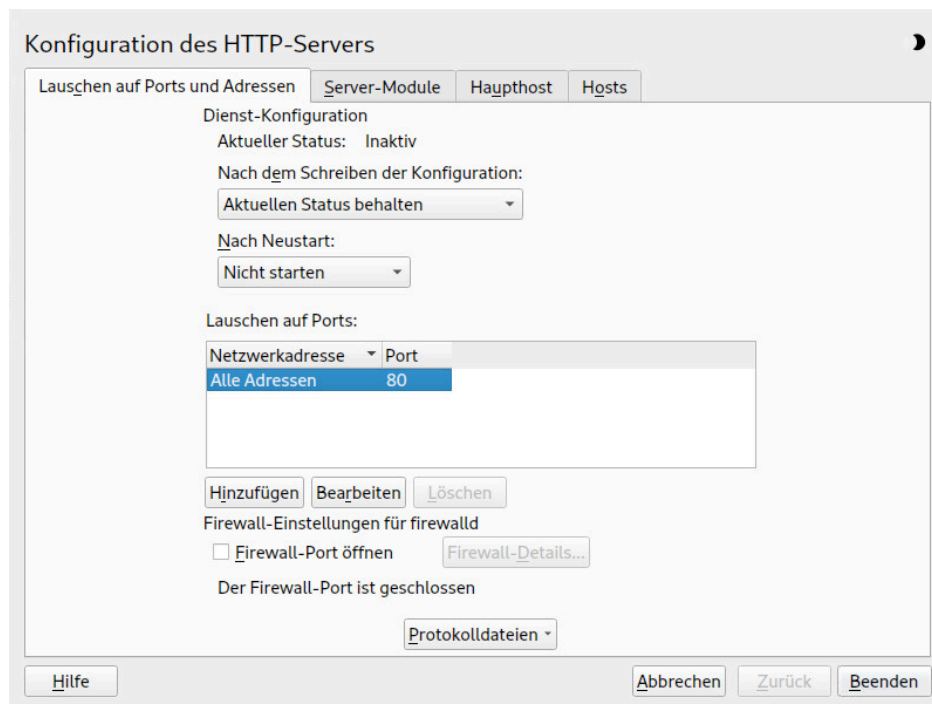 Konfiguration des HTTP-Servers
Lauschen auf Ports und Adressen Server-Module Haupthost Hosts
Dienst-Konfiguration
Aktueller Status: Inaktiv
Nach dem Schreiben der Konfiguration:
Aktuellen Status behalten
Nach Neustart:
Nicht starten
Lauschen auf Ports:
Netzwerkadresse Port
Alle Adressen 80
Hinzufügen Bearbeiten Löschen
Firewall-Einstellungen für firewalld
Firewall-Port öffnen Firewall-Details...
Der Firewall-Port ist geschlossen
Protokolldateien
Hilfe Abbrechen Zurück Beenden